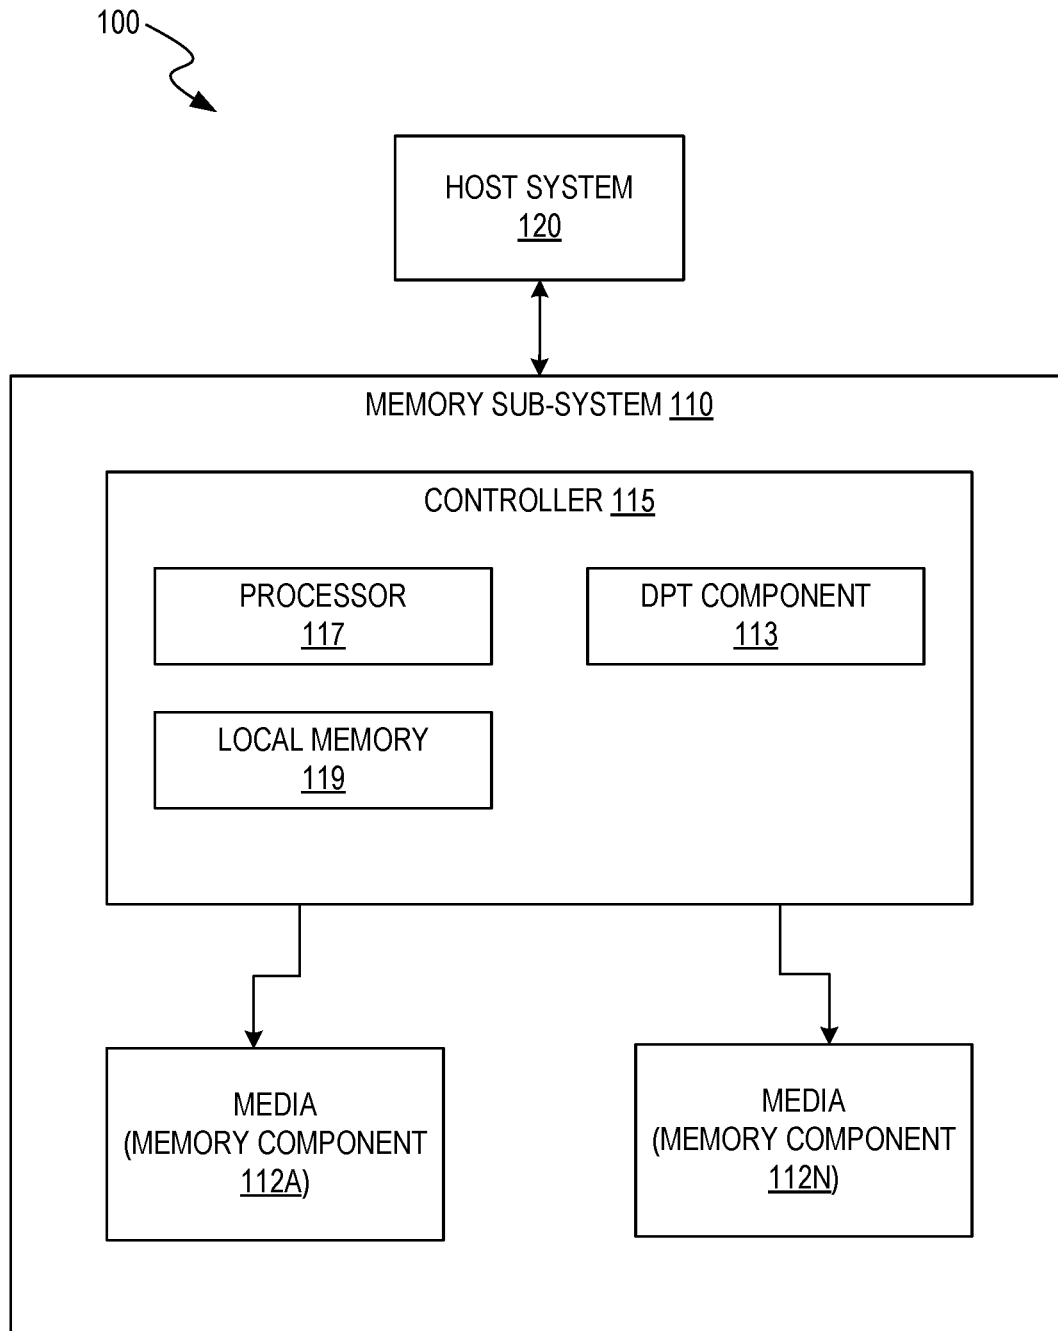 100
HOST SYSTEM
120
MEMORY SUB-SYSTEM 110
CONTROLLER 115
PROCESSOR
117
DPT COMPONENT
113
LOCAL MEMORY
119
MEDIA
(MEMORY COMPONENT
112A)
MEDIA
(MEMORY COMPONENT
112N)